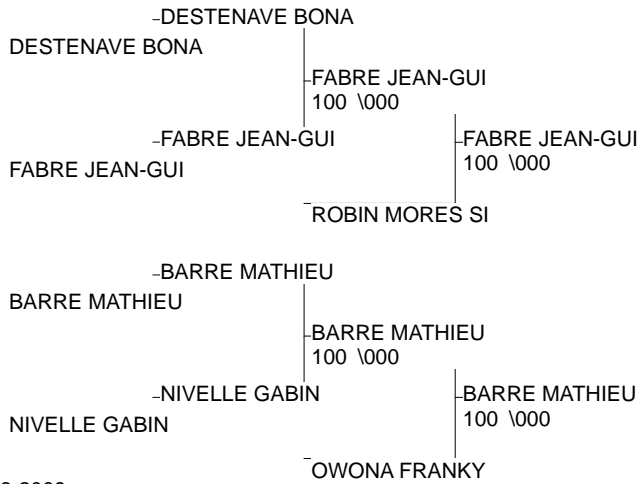 DESTENAVE BONA
DESTENAVE BONA
FABRE JEAN-GUI
100 \000
FABRE JEAN-GUI
FABRE JEAN-GUI
FABRE JEAN-GUI
100 \000
ROBIN MORES SI
BARRE MATHIEU
BARRE MATHIEU
BARRE MATHIEU
100 \000
NIVELLE GABIN
BARRE MATHIEU
NIVELLE GABIN
100 \000
OWONA FRANKY